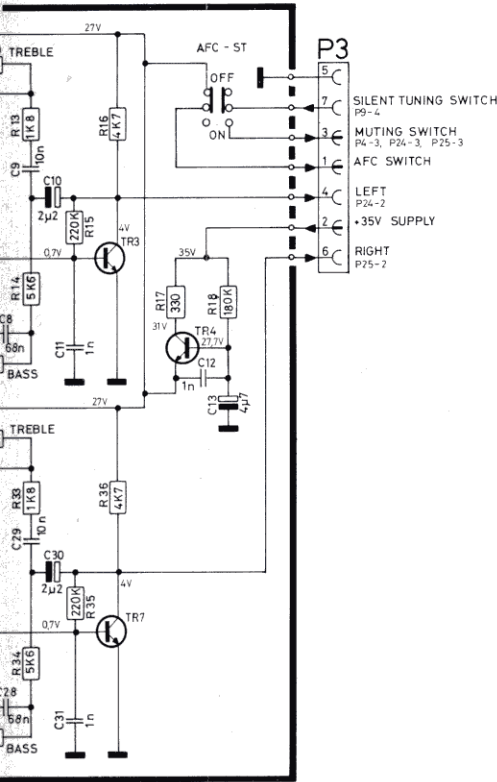 27V
AFC - ST
P3
TREBLE
OFF
5
7 SILENT TUNING SWITCH
P9-4
ON
3 MUTING SWITCH
P4-3, P24-3, P25-3
1 AFC SWITCH
R13
1K8
R16
4K7
C9
10n
C10
2µ2
4 LEFT
P24-2
220K
R15
4V
TR3
2 +35V SUPPLY
0,7V
35V
6 RIGHT
P25-2
R14
5K6
R17
330
R18
180K
31V
TR4
27,7V
C8
68n
C11
1n
C12
1n
C13
4µ7
BASS
27V
TREBLE
R33
1K8
R36
4K7
C29
10n
C30
2µ2
4V
220K
R35
0,7V
TR7
R34
5K6
C28
68n
C31
1n
BASS